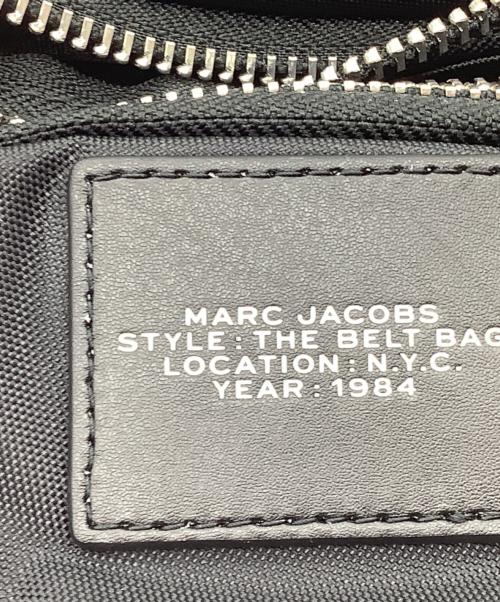 MARC JACOBS
STYLE : THE BELT BAG
LOCATION : N.Y.C.
YEAR : 1984